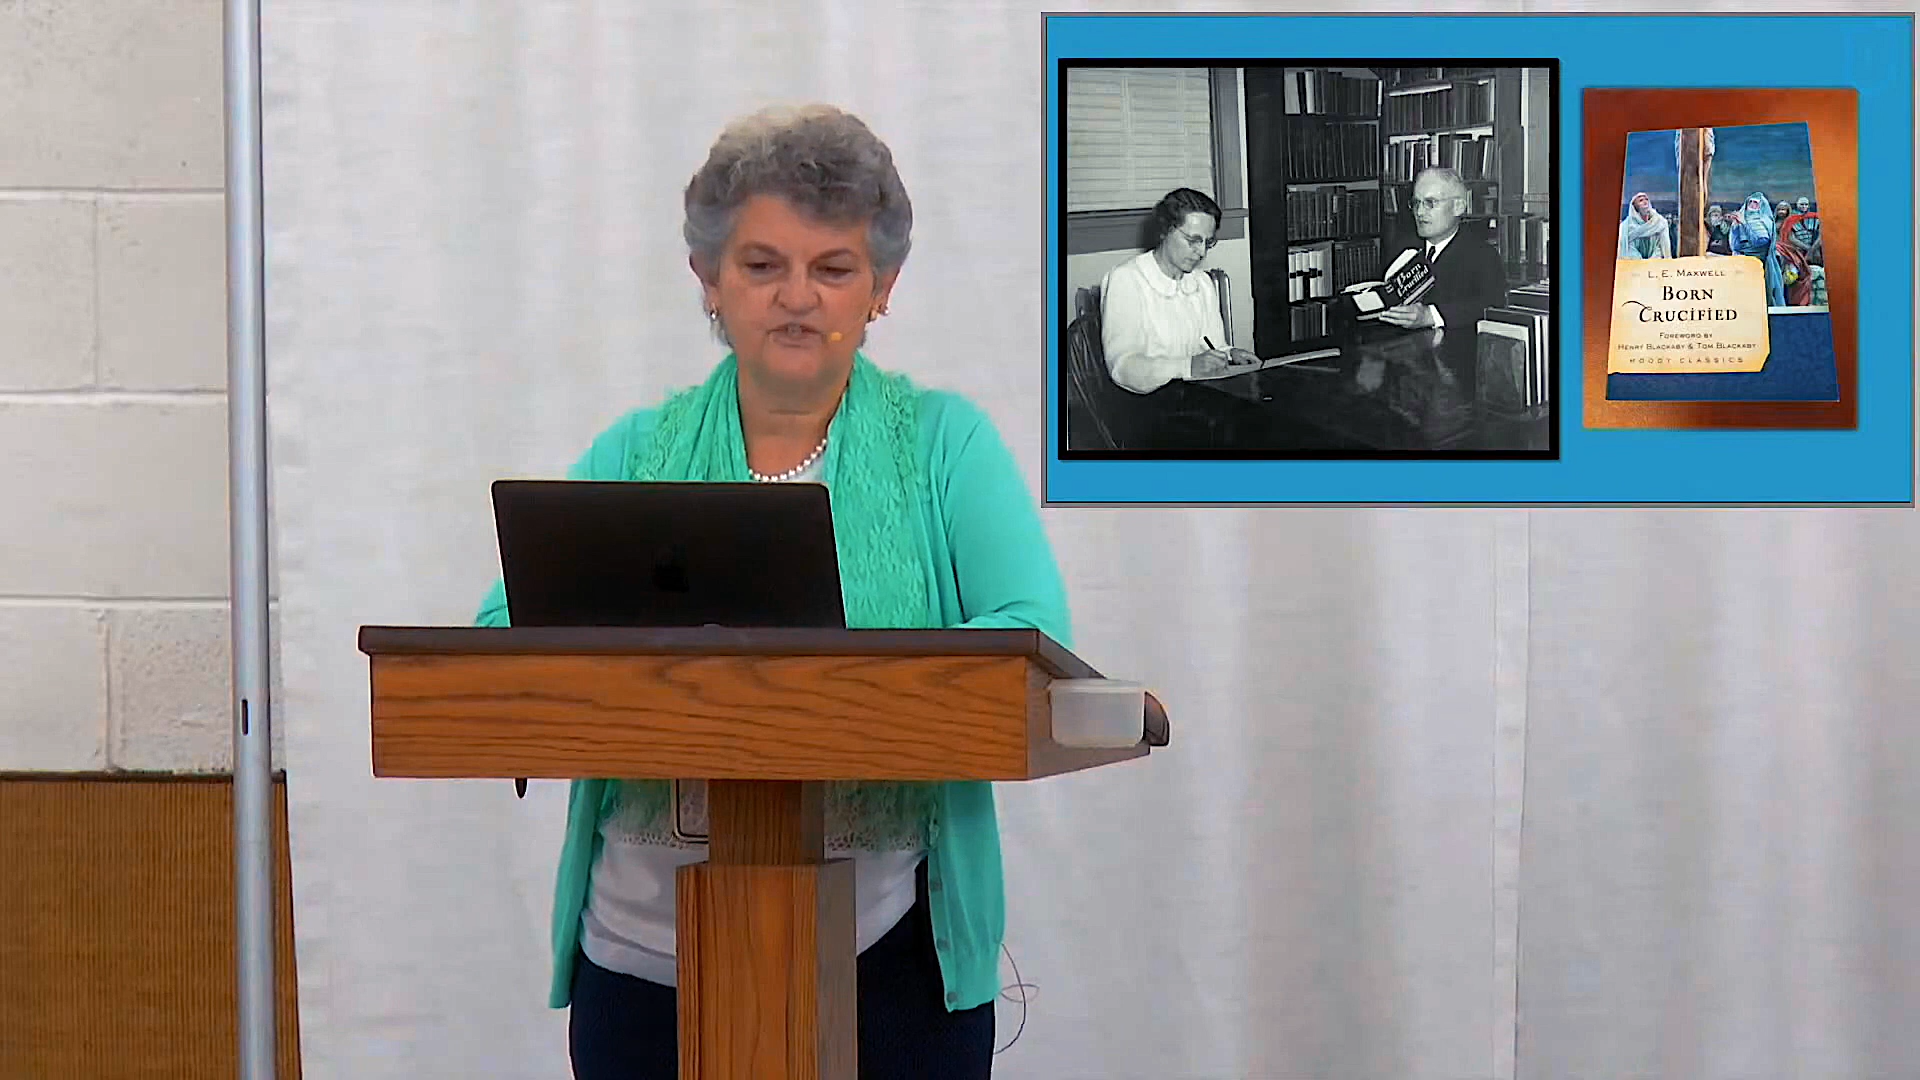 Born
Crucified
L. E. MAXWELL
BORN
CRUCIFIED
FOREWORD BY
HENRY BLACKABY & TOM BLACKABY
MOODY CLASSICS